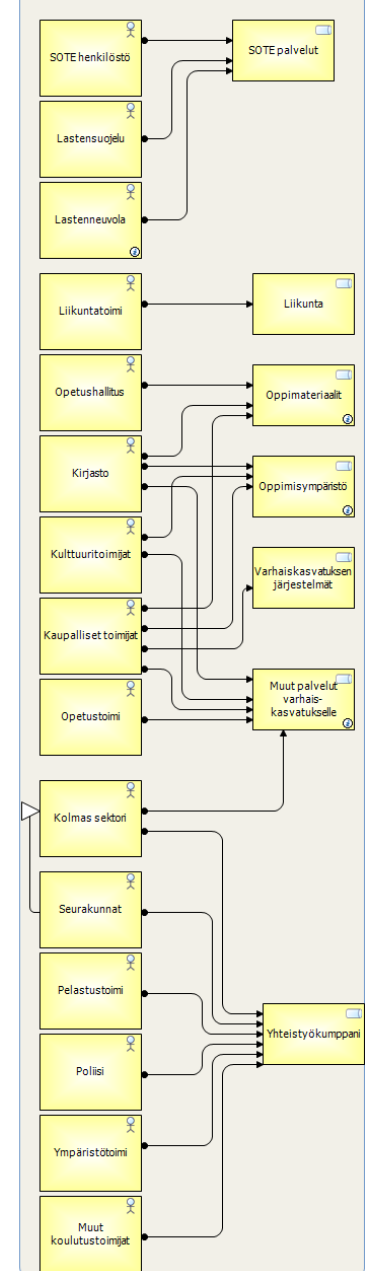 SOTE henkilöstö
SOTE palvelut
Lastensuojelu
Lastenneuvola
Liikuntatoimi
Liikunta
Opetushallitus
Oppimateriaalit
Kirjasto
Oppimisympäristö
Kulttuuritoimijat
Varhaiskasvatuksen
järjestelmät
Kaupalliset toimijat
Muut palvelut
varhais-
kasvatukselle
Opetustoimi
Kolmas sektori
Seurakunnat
Pelastustoimi
Yhteistyökumppani
Poliisi
Ympäristötoimi
Muut
koulutustoimijat